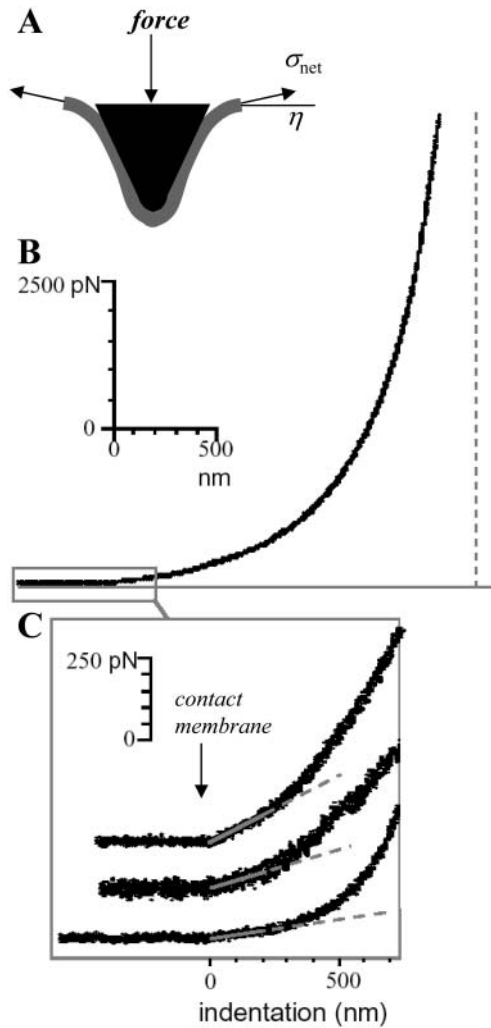 A
force
σnet
η
B
2500 pN
0
0 500
nm
C
250 pN
0
contact
membrane
0 500
indentation (nm)